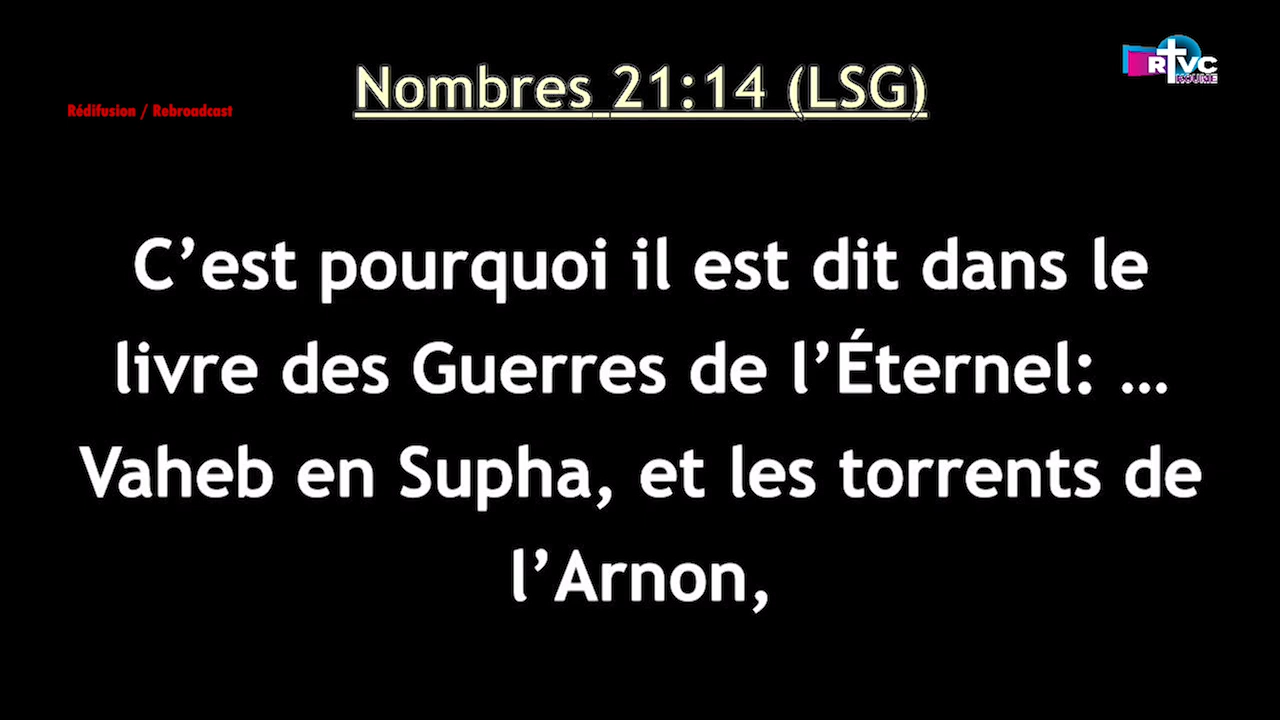 Nombres 21:14 (LSG)
RTVC
Rédifusion / Rebroadcast
C’est pourquoi il est dit dans le
livre des Guerres de l’Éternel: ...
Vaheb en Supha, et les torrents de
l’Arnon,